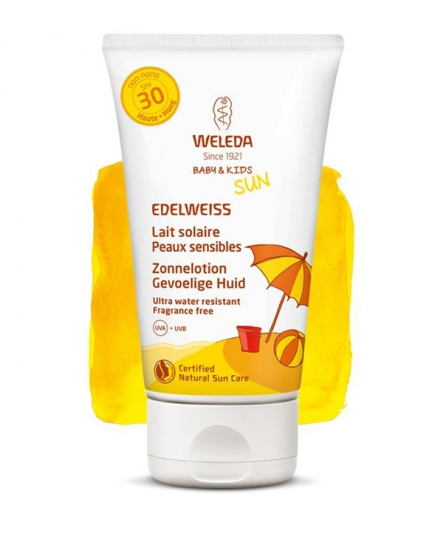 non-nano
SPF
30
Haute • Hoog
WELEDA
Since 1921
BABY & KIDS
SUN
EDELWEISS
Lait solaire
Peaux sensibles
Zonnelotion
Gevoelige Huid
Ultra water resistant
Fragrance free
UVA + UVB
Certified
Natural Sun Care